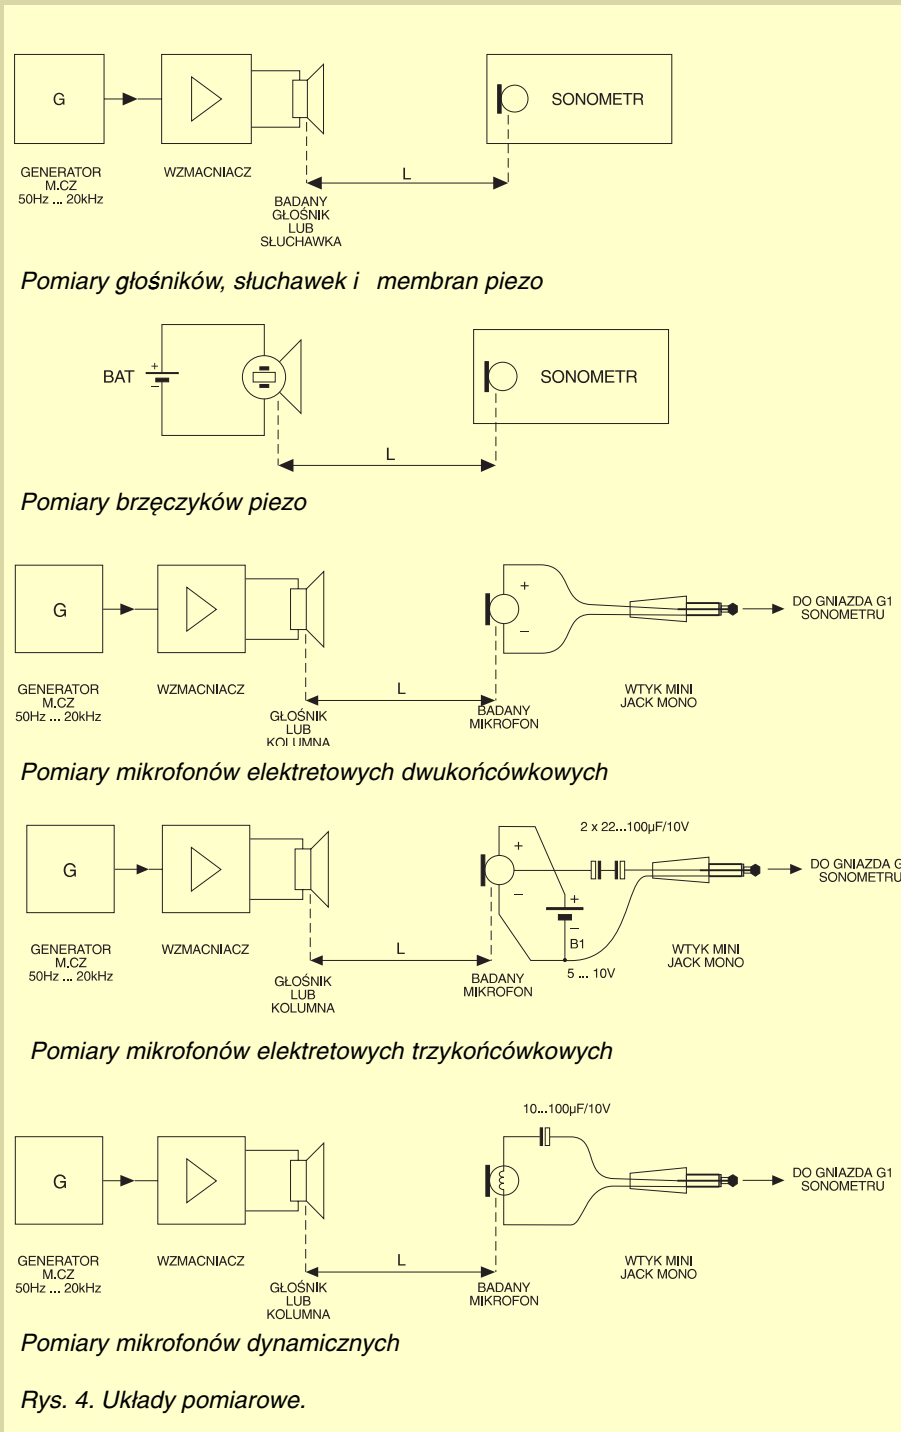 G
SONOMETR
GENERATOR
M.CZ
50Hz ... 20kHz
WZMACNIACZ
L
BADANY
GŁOŚNIK
LUB
SŁUCHAWKA
Pomiary głośników, słuchawek i membran piezo
BAT
+
–
SONOMETR
L
Pomiary brzęczyków piezo
G
+
–
DO GNIAZDA G1
SONOMETRU
GENERATOR
M.CZ
50Hz ... 20kHz
WZMACNIACZ
L
GŁOŚNIK
LUB
KOLUMNA
BADANY
MIKROFON
WTYK MINI
JACK MONO
Pomiary mikrofonów elektretowych dwukońcówkowych
2 x 22...100µF/10V
G
+
–
+
–
B1
5 ... 10V
DO GNIAZDA G
SONOMETRU
GENERATOR
M.CZ
50Hz ... 20kHz
WZMACNIACZ
L
GŁOŚNIK
LUB
KOLUMNA
BADANY
MIKROFON
WTYK MINI
JACK MONO
Pomiary mikrofonów elektretowych trzykońcówkowych
10...100µF/10V
G
DO GNIAZDA G1
SONOMETRU
GENERATOR
M.CZ
50Hz ... 20kHz
WZMACNIACZ
L
GŁOŚNIK
LUB
KOLUMNA
BADANY
MIKROFON
WTYK MINI
JACK MONO
Pomiary mikrofonów dynamicznych
Rys. 4. Układy pomiarowe.